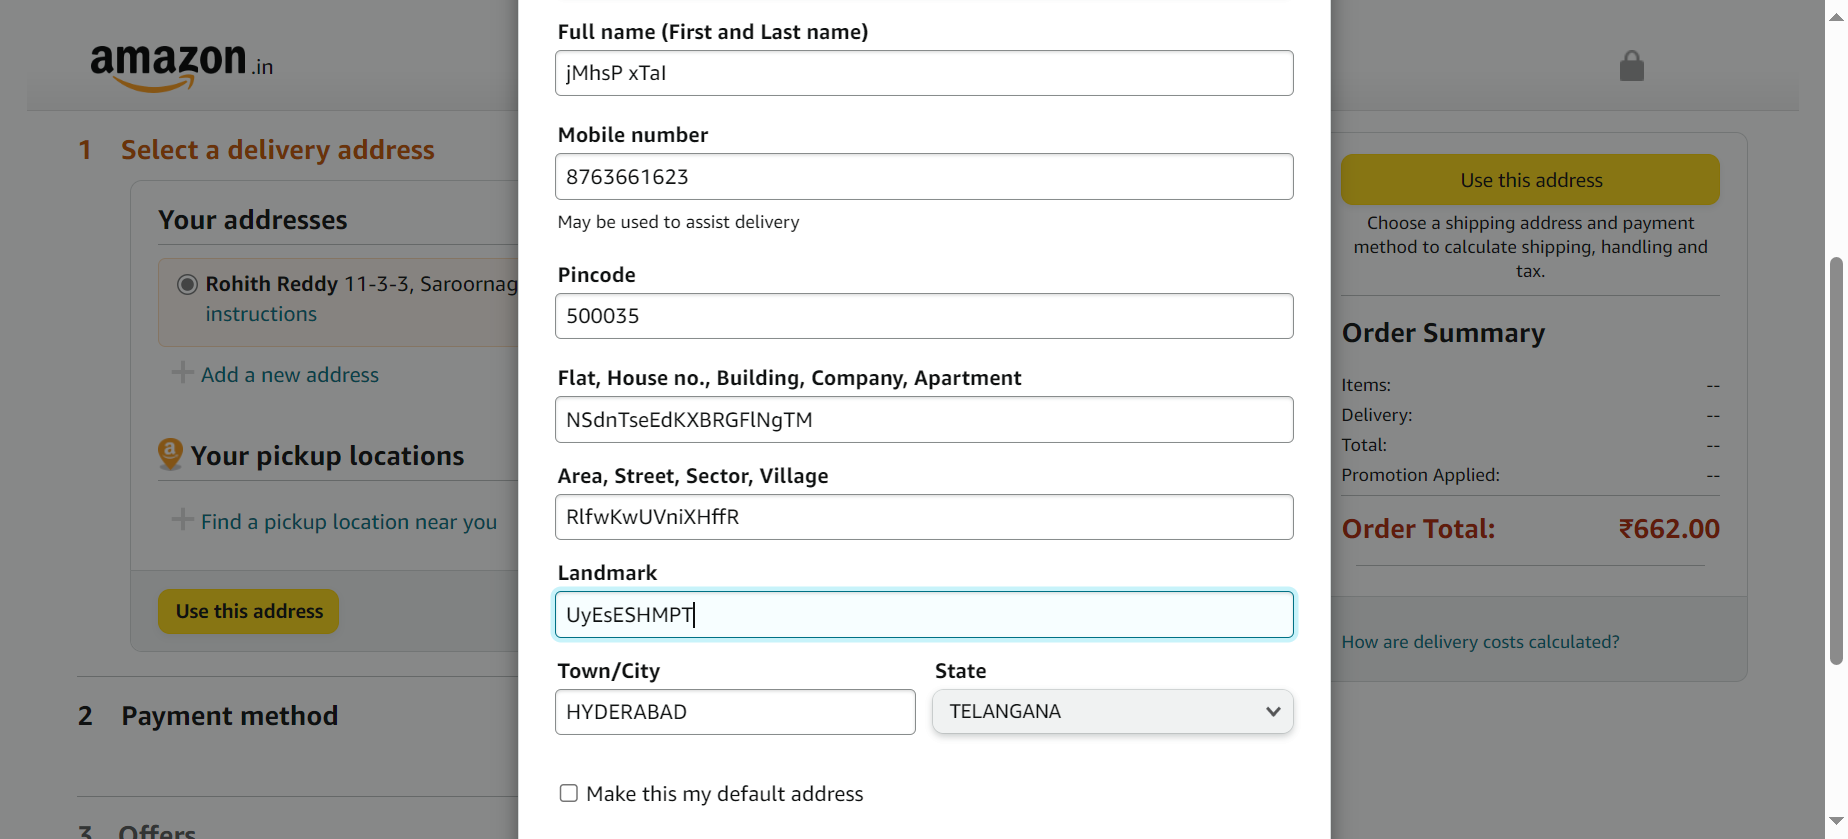 amazon.in
1 Select a delivery address
Your addresses
Rohith Reddy 11-3-3, Saroornag
instructions
Add a new address
Your pickup locations
Find a pickup location near you
Use this address
2 Payment method
3 Offers
Full name (First and Last name)
jMhsP xTaI
Mobile number
8763661623
May be used to assist delivery
Pincode
500035
Flat, House no., Building, Company, Apartment
NSdnTseEdKXBRGFlNgTM
Area, Street, Sector, Village
RlfwKwUVniXHffR
Landmark
UyEsESHMPT
Town/City State
HYDERABAD TELANGANA
Make this my default address
Use this address
Choose a shipping address and payment
method to calculate shipping, handling and
tax.
Order Summary
Items: --
Delivery: --
Total: --
Promotion Applied: --
Order Total: ₹662.00
How are delivery costs calculated?